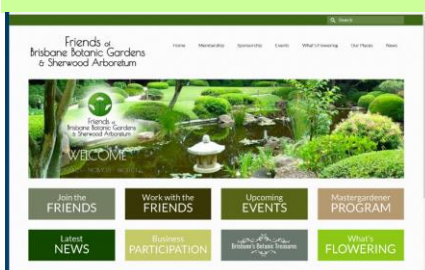 Search
Friends of
Brisbane Botanic Gardens
& Sherwood Arboretum
Home Membership Sponsorship Events What's Flowering Our Places News
Friends of
Brisbane Botanic Gardens
& Sherwood Arboretum
WELCOME
Join the
FRIENDS
Work with the
FRIENDS
Upcoming
EVENTS
Mastergardener
PROGRAM
Latest
NEWS
Business
PARTICIPATION
Brisbane's Botanic Treasures
What's
FLOWERING